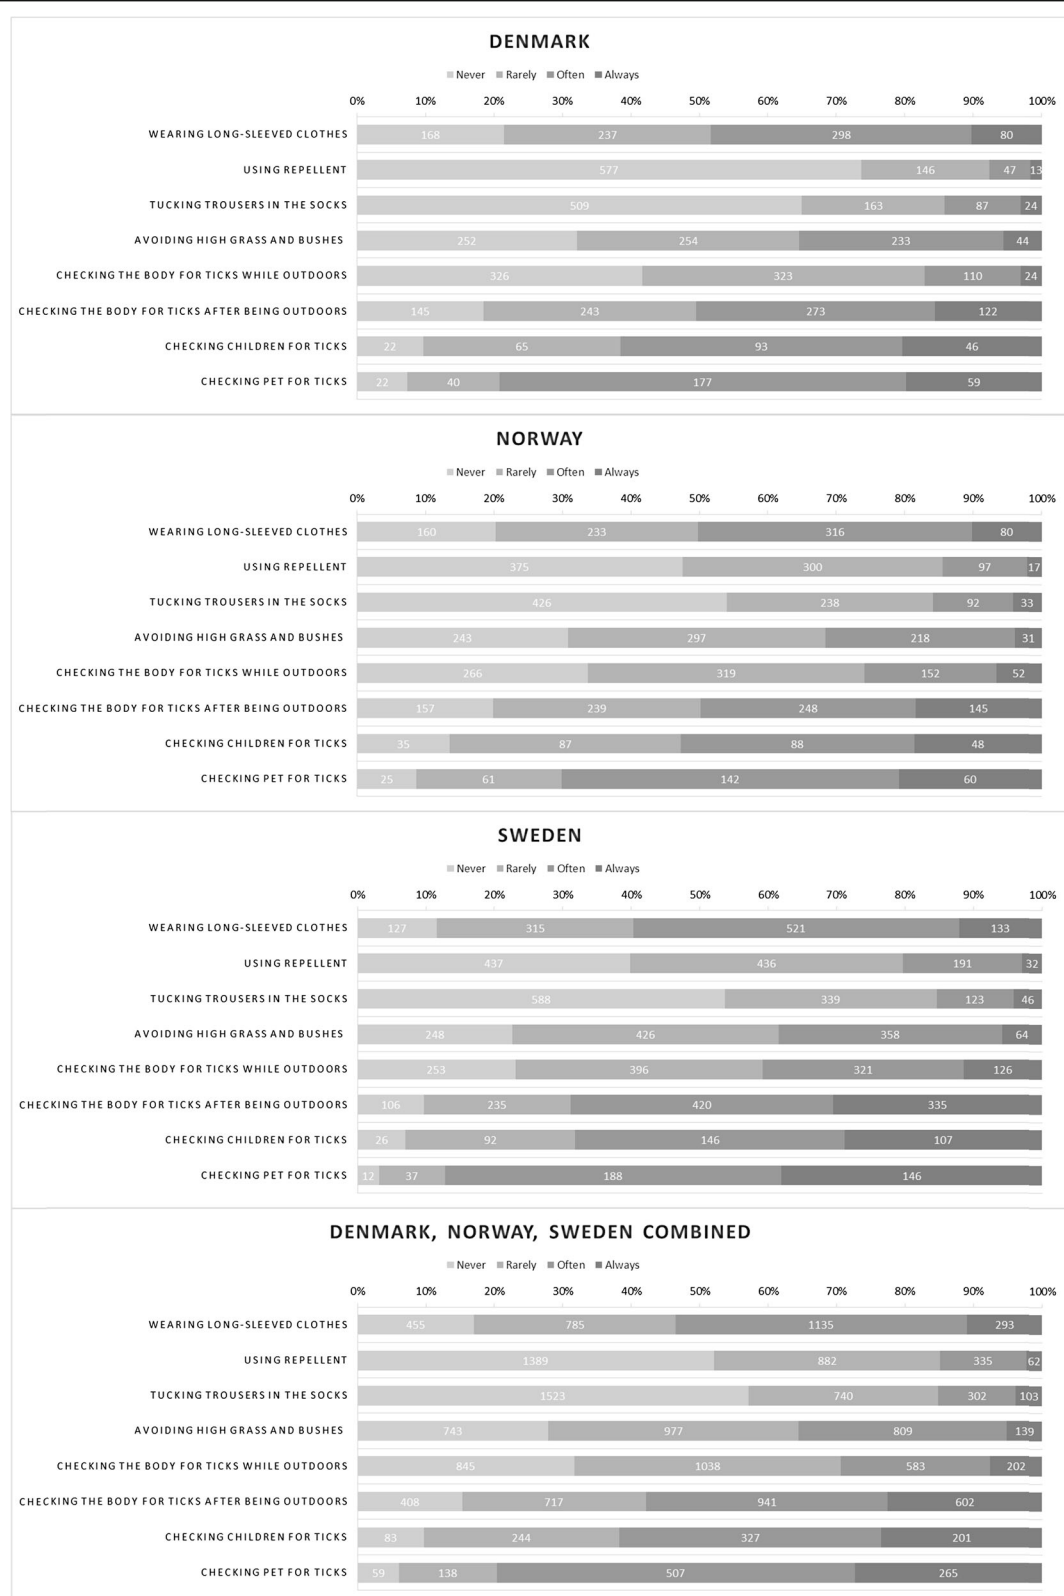 DENMARK
Never Rarely Often Always
0% 10% 20% 30% 40% 50% 60% 70% 80% 90% 100%
WEARING LONG-SLEEVED CLOTHES 168 237 298 80
USING REPELLENT 577 146 47 13
TUCKING TROUSERS IN THE SOCKS 509 163 87 24
AVOIDING HIGH GRASS AND BUSHES 252 254 233 44
CHECKING THE BODY FOR TICKS WHILE OUTDOORS 326 323 110 24
CHECKING THE BODY FOR TICKS AFTER BEING OUTDOORS 145 243 273 122
CHECKING CHILDREN FOR TICKS 22 65 93 46
CHECKING PET FOR TICKS 22 40 177 59
NORWAY
Never Rarely Often Always
0% 10% 20% 30% 40% 50% 60% 70% 80% 90% 100%
WEARING LONG-SLEEVED CLOTHES 160 233 316 80
USING REPELLENT 375 300 97 17
TUCKING TROUSERS IN THE SOCKS 426 238 92 33
AVOIDING HIGH GRASS AND BUSHES 243 297 218 31
CHECKING THE BODY FOR TICKS WHILE OUTDOORS 266 319 152 52
CHECKING THE BODY FOR TICKS AFTER BEING OUTDOORS 157 239 248 145
CHECKING CHILDREN FOR TICKS 35 87 88 48
CHECKING PET FOR TICKS 25 61 142 60
SWEDEN
Never Rarely Often Always
0% 10% 20% 30% 40% 50% 60% 70% 80% 90% 100%
WEARING LONG-SLEEVED CLOTHES 127 315 521 133
USING REPELLENT 437 436 191 32
TUCKING TROUSERS IN THE SOCKS 588 339 123 46
AVOIDING HIGH GRASS AND BUSHES 248 426 358 64
CHECKING THE BODY FOR TICKS WHILE OUTDOORS 253 396 321 126
CHECKING THE BODY FOR TICKS AFTER BEING OUTDOORS 106 235 420 335
CHECKING CHILDREN FOR TICKS 26 92 146 107
CHECKING PET FOR TICKS 12 37 188 146
DENMARK, NORWAY, SWEDEN COMBINED
Never Rarely Often Always
0% 10% 20% 30% 40% 50% 60% 70% 80% 90% 100%
WEARING LONG-SLEEVED CLOTHES 455 785 1135 293
USING REPELLENT 1389 882 335 62
TUCKING TROUSERS IN THE SOCKS 1523 740 302 103
AVOIDING HIGH GRASS AND BUSHES 743 977 809 139
CHECKING THE BODY FOR TICKS WHILE OUTDOORS 845 1038 583 202
CHECKING THE BODY FOR TICKS AFTER BEING OUTDOORS 408 717 941 602
CHECKING CHILDREN FOR TICKS 83 244 327 201
CHECKING PET FOR TICKS 59 138 507 265